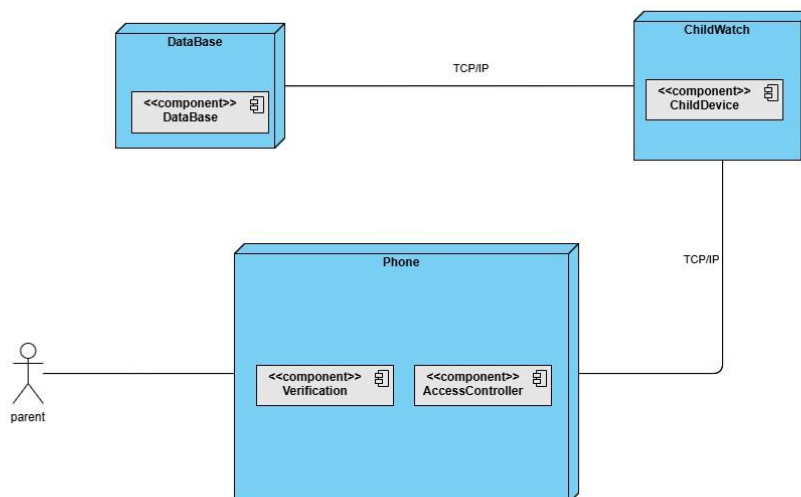 DataBase
<<component>>
DataBase
TCP/IP
ChildWatch
<<component>>
ChildDevice
TCP/IP
Phone
<<component>>
Verification
<<component>>
AccessController
parent